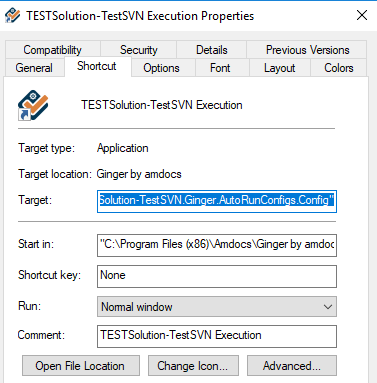 TESTSolution-TestSVN Execution Properties
Compatibility Security Details Previous Versions
General Shortcut Options Font Layout Colors
TESTSolution-TestSVN Execution
Target type: Application
Target location: Ginger by amdocs
Target: Solution-TestSVN.Ginger.AutoRunConfigs.Config"
Start in: "C:\Program Files (x86)\Amdocs\Ginger by amdoc
Shortcut key: None
Run: Normal window
Comment: TESTSolution-TestSVN Execution
Open File Location Change Icon... Advanced...